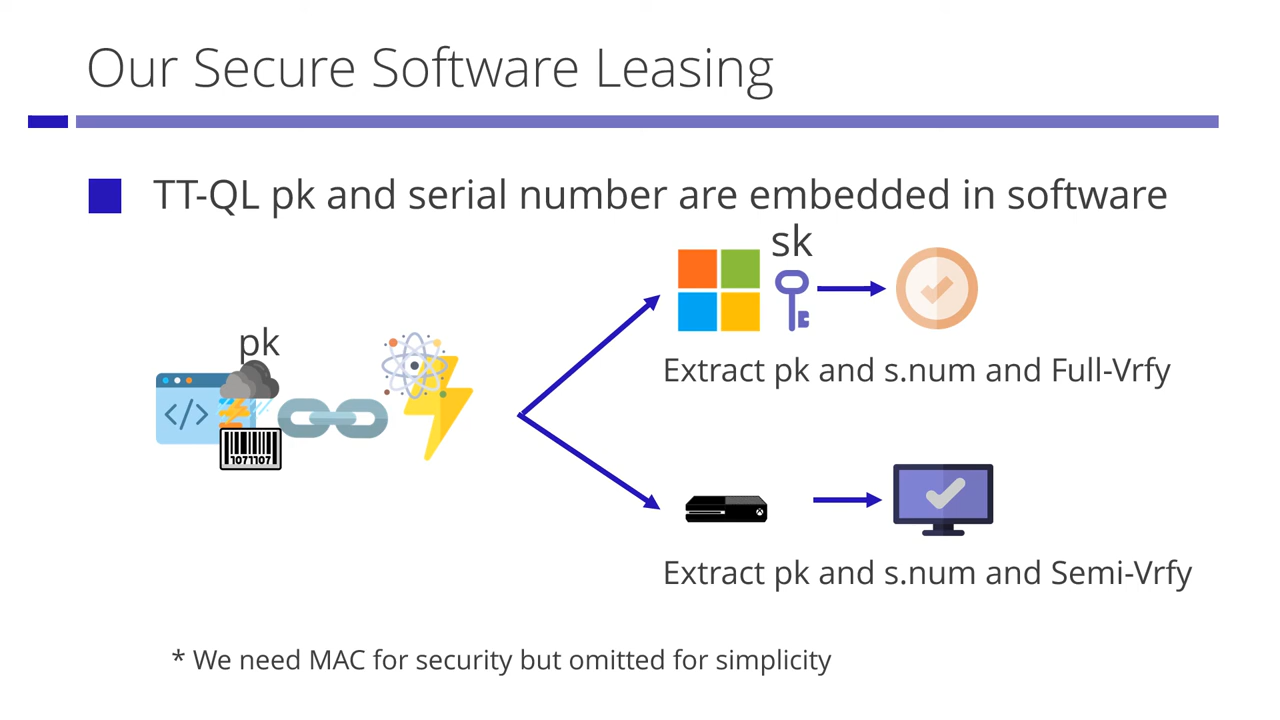 Our Secure Software Leasing
TT-QL pk and serial number are embedded in software
sk
Extract pk and s.num and Full-Vrfy
pk
</>
1071107
Extract pk and s.num and Semi-Vrfy
* We need MAC for security but omitted for simplicity